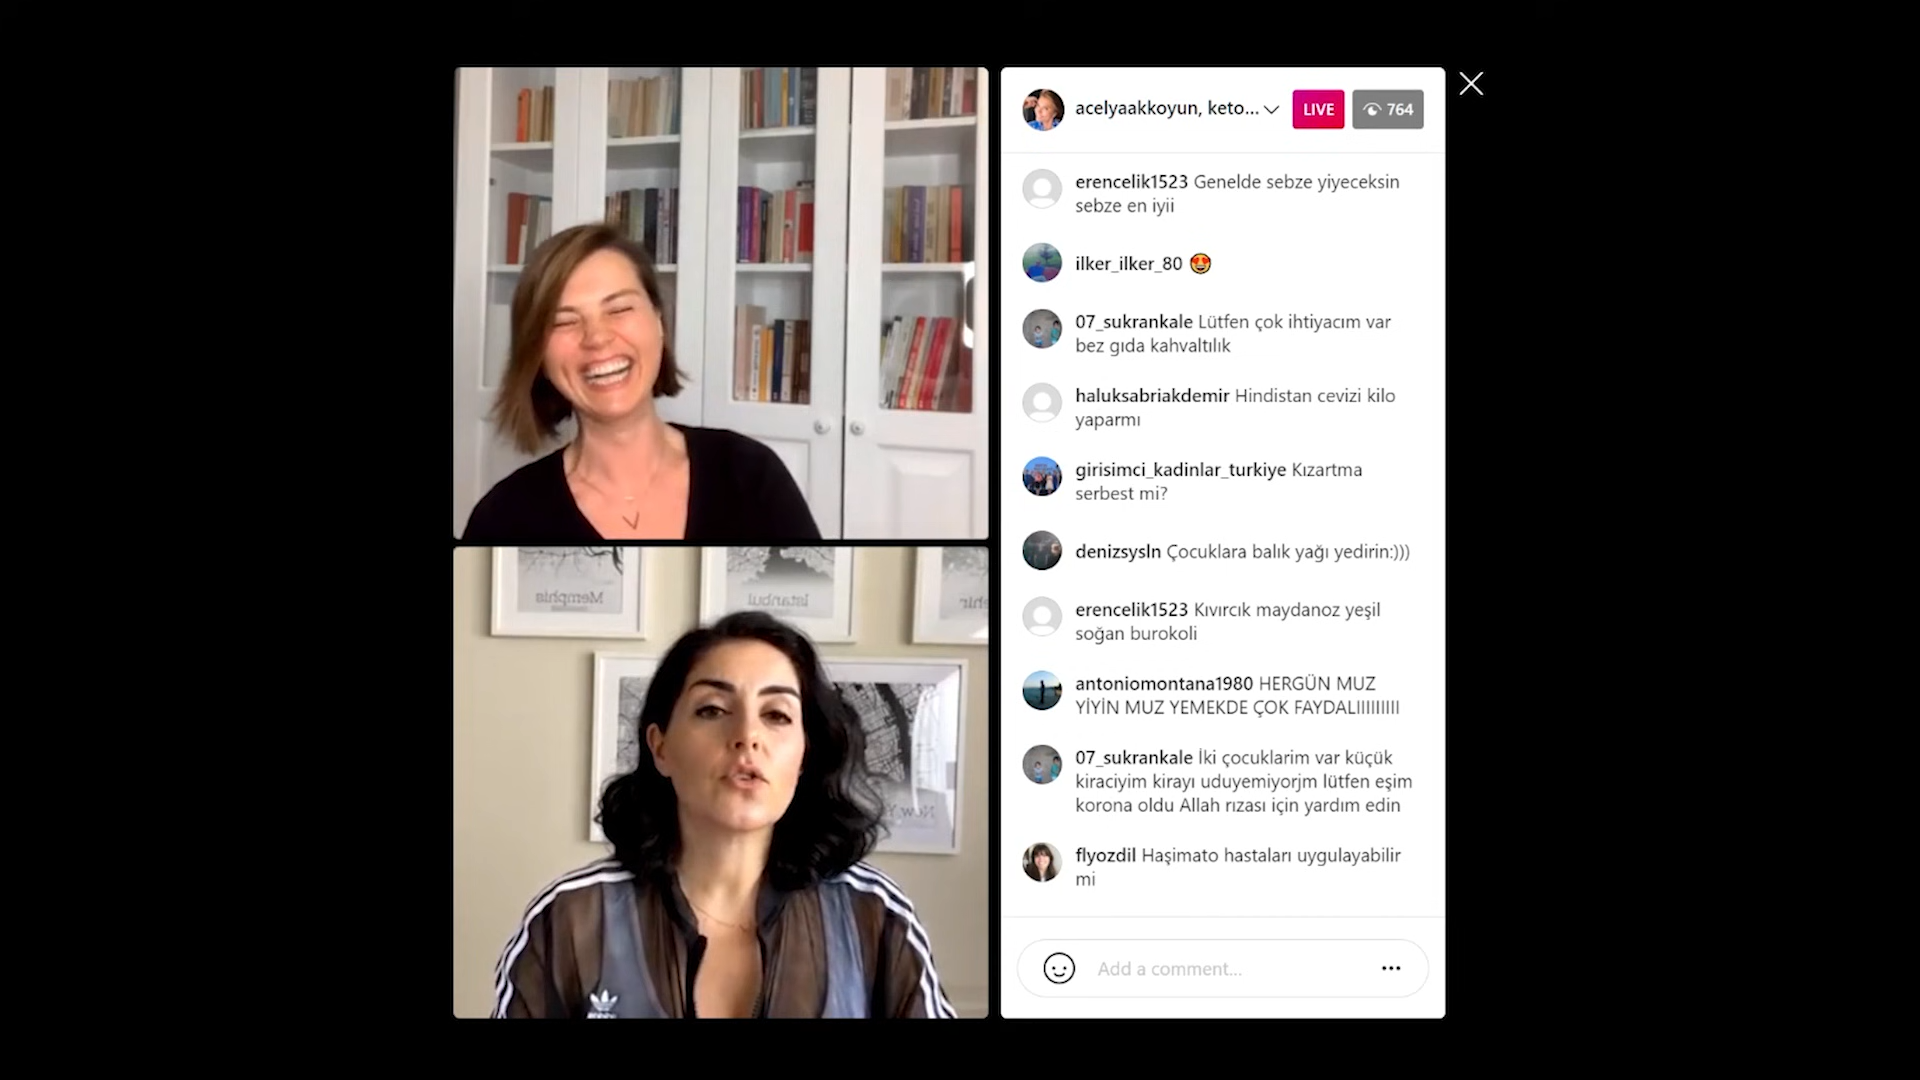 Memphis
İstanbul
New Y
acelyaakkoyun, keto...
LIVE
764
erencelik1523 Genelde sebze yiyeceksin
sebze en iyii
ilker_ilker_80 😍
07_sukrankale Lütfen çok ihtiyacım var
bez gıda kahvaltılık
haluksabriakdemir Hindistan cevizi kilo
yaparmı
girisimci_kadinlar_turkiye Kızartma
serbest mi?
denizsysln Çocuklara balık yağı yedirin:)))
erencelik1523 Kıvırcık maydanoz yeşil
soğan burokoli
antoniomontana1980 HERGÜN MUZ
YİYİN MUZ YEMEKDE ÇOK FAYDALIIIIIIIII
07_sukrankale İki çocuklarim var küçük
kiraciyim kirayı uduyemiyorjm lütfen eşim
korona oldu Allah rızası için yardım edin
flyozdil Haşimato hastaları uygulayabilir
mi
Add a comment...